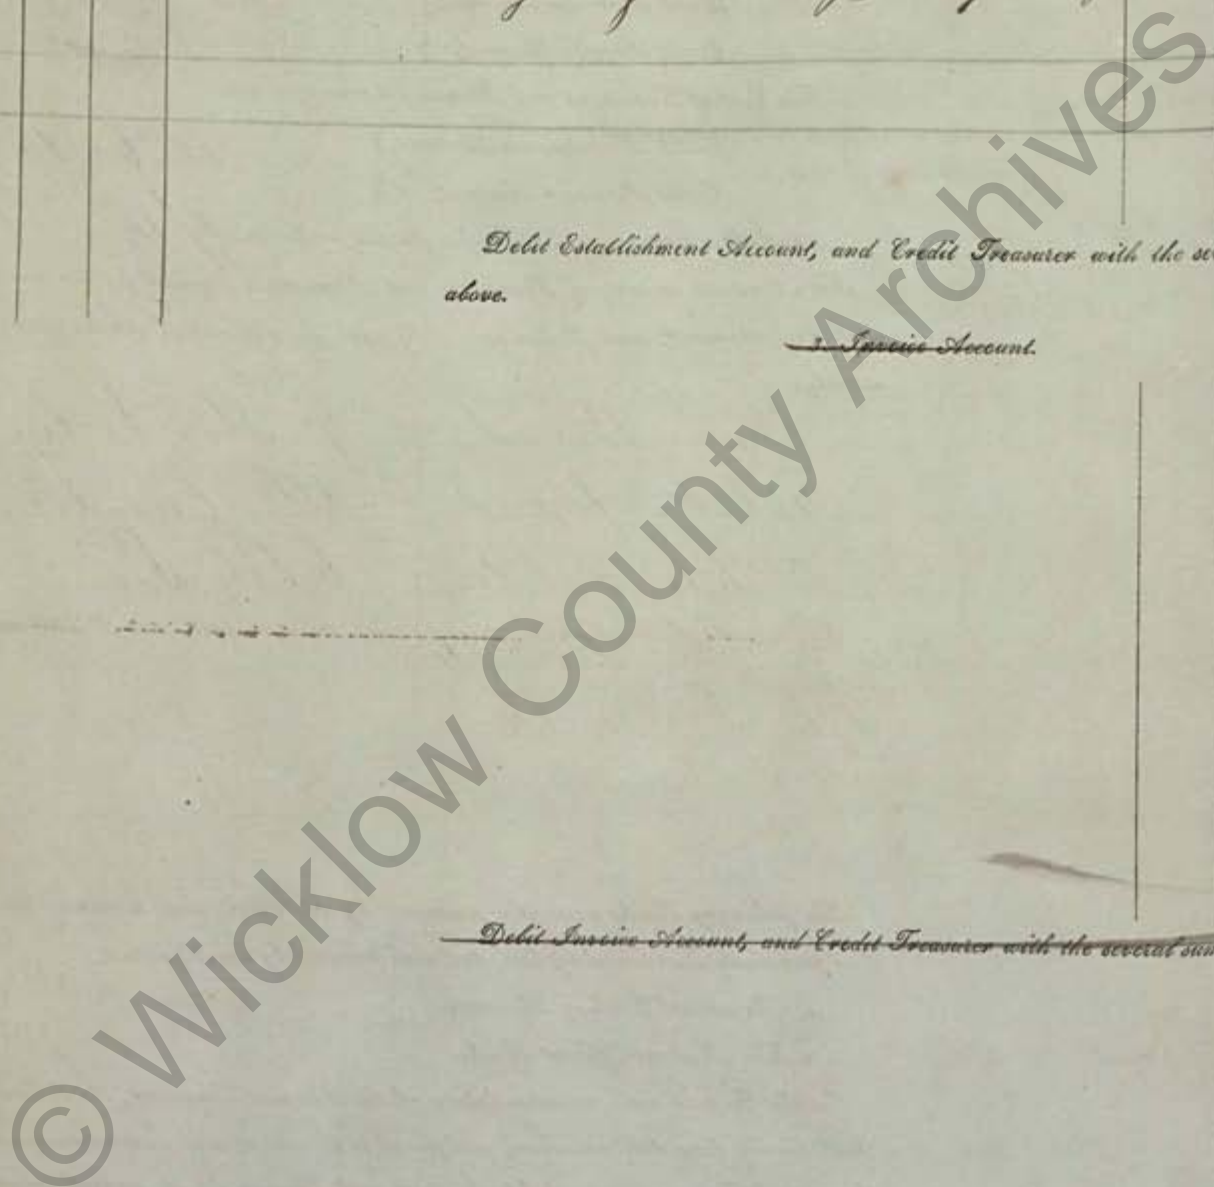 Debit Establishment Account, and Credit Treasurer with the se
above.
3. Invoice Account.
Debit Invoice Account, and Credit Treasurer with the several sum
© Wicklow County Archives